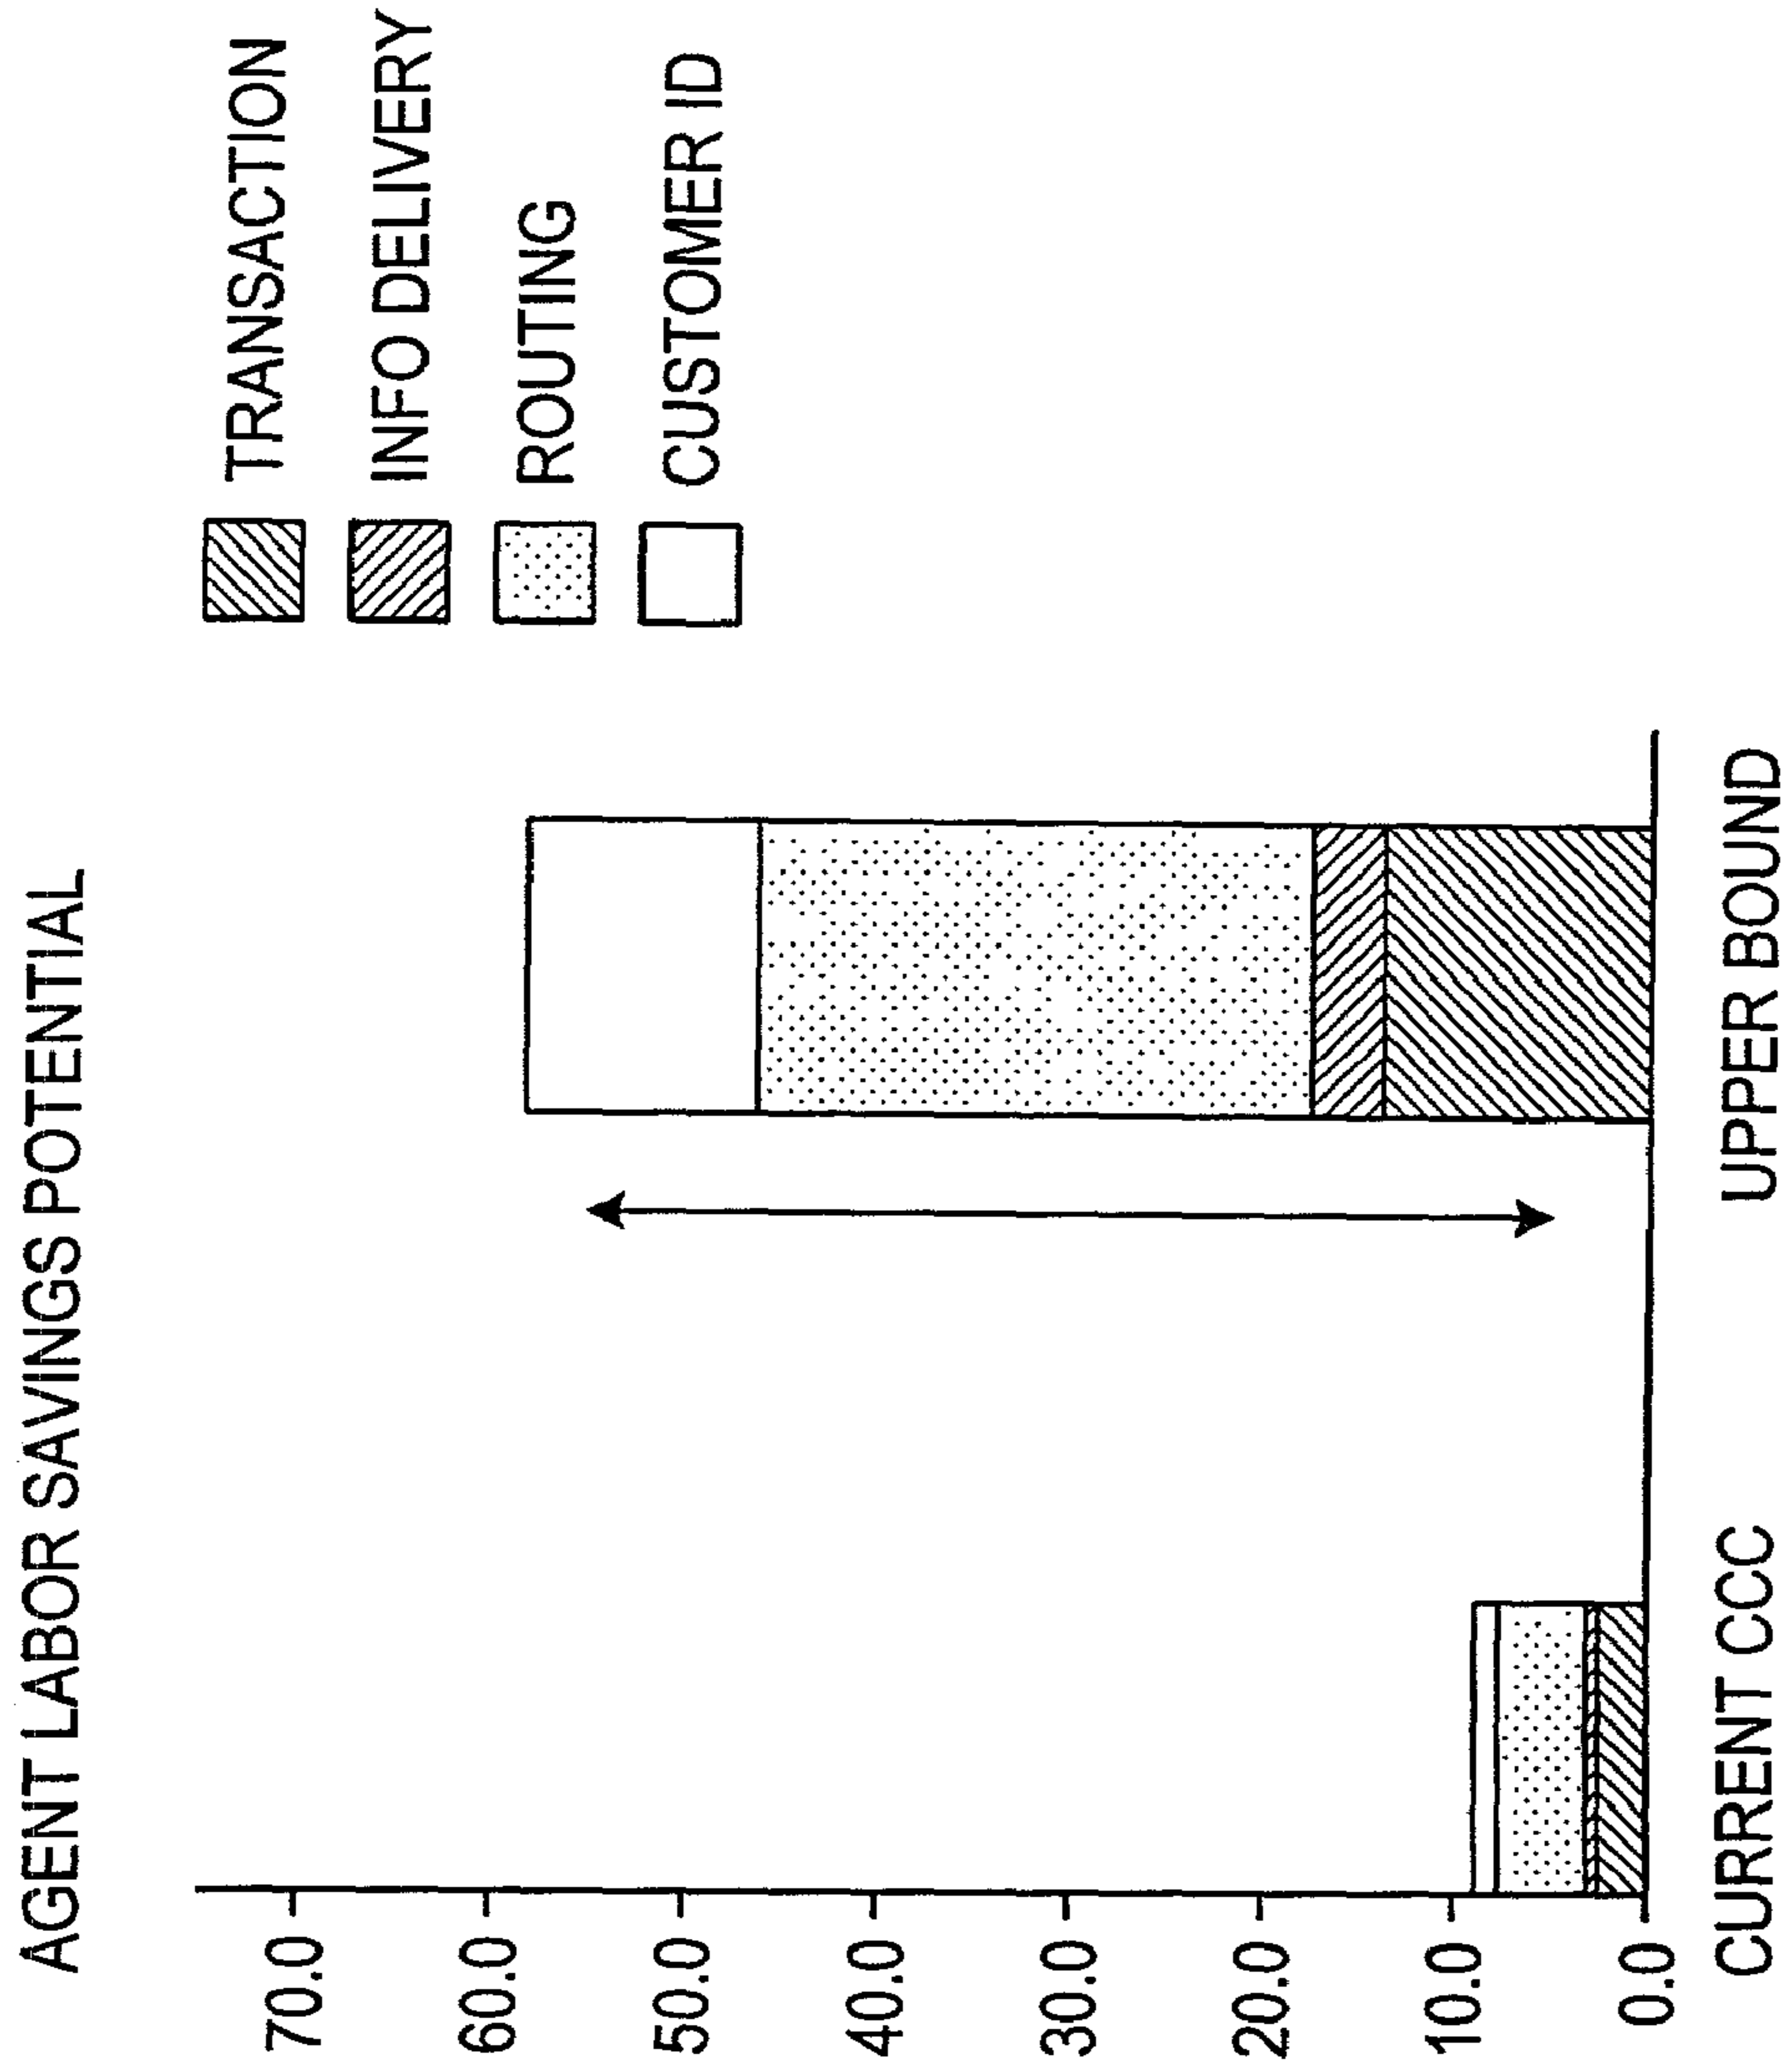 AGENT LABOR SAVINGS POTENTIAL
TRANSACTION
INFO DELIVERY
ROUTING
CUSTOMER ID
70.0
60.0
50.0
40.0
30.0
20.0
10.0
0.0
CURRENT CCC
UPPER BOUND